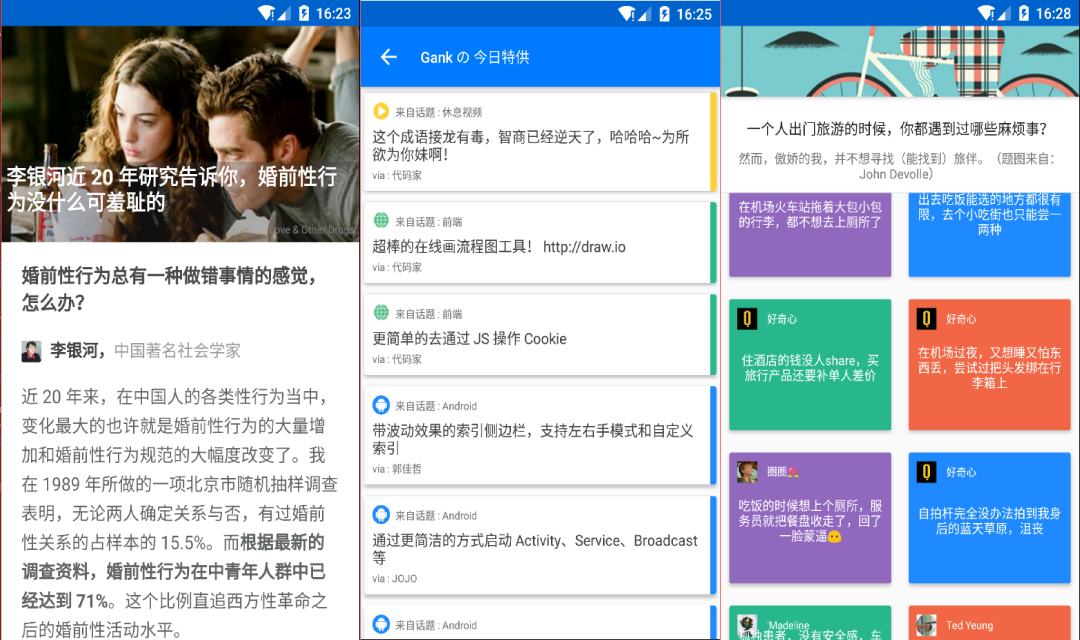 16:23
李银河近 20 年研究告诉你，婚前性行
为没什么可羞耻的
Love & Other Drugs
婚前性行为总有一种做错事情的感觉，
怎么办？
李银河，中国著名社会学家
近 20 年来，在中国人的各类性行为当中，
变化最大的也许就是婚前性行为的大量增
加和婚前性行为规范的大幅度改变了。我
在 1989 年所做的一项北京市随机抽样调查
表明，无论两人确定关系与否，有过婚前
性关系的占样本的 15.5%。而根据最新的
调查资料，婚前性行为在中青年人群中已
经达到 71%。这个比例直追西方性革命之
后的婚前性活动水平。
16:25
Gank の 今日特供
来自话题 : 休息视频
这个成语接龙有毒，智商已经逆天了，哈哈哈~为所
欲为你妹啊！
via : 代码家
来自话题 : 前端
超棒的在线画流程图工具！ http://draw.io
via : 代码家
来自话题 : 前端
更简单的去通过 JS 操作 Cookie
via : 代码家
来自话题 : Android
带波动效果的索引侧边栏，支持左右手模式和自定义
索引
via : 郭佳哲
来自话题 : Android
通过更简洁的方式启动 Activity、Service、Broadcast
等
via : JOJO
来自话题 : Android
16:28
一个人出门旅游的时候，你都遇到过哪些麻烦事？
然而，傲娇的我，并不想寻找（能找到）旅伴。（题图来自：
John Devolle）
在机场火车站拖着大包小包
的行李，都不想去上厕所了
出去吃饭能选的地方都很有
限，去个小吃街也只能尝一
两种
好奇心
住酒店的钱没人share，买
旅行产品还要补单人差价
好奇心
在机场过夜，又想睡又怕东
西丢，尝试过把头发绑在行
李箱上
圈圈
吃饭的时候想上个厕所，服
务员就把餐盘收走了，回了
一脸蒙逼
好奇心
自拍杆完全没办法拍到我身
后的蓝天草原，沮丧
Madeline
患者，没有安全感，车
Ted Yeung